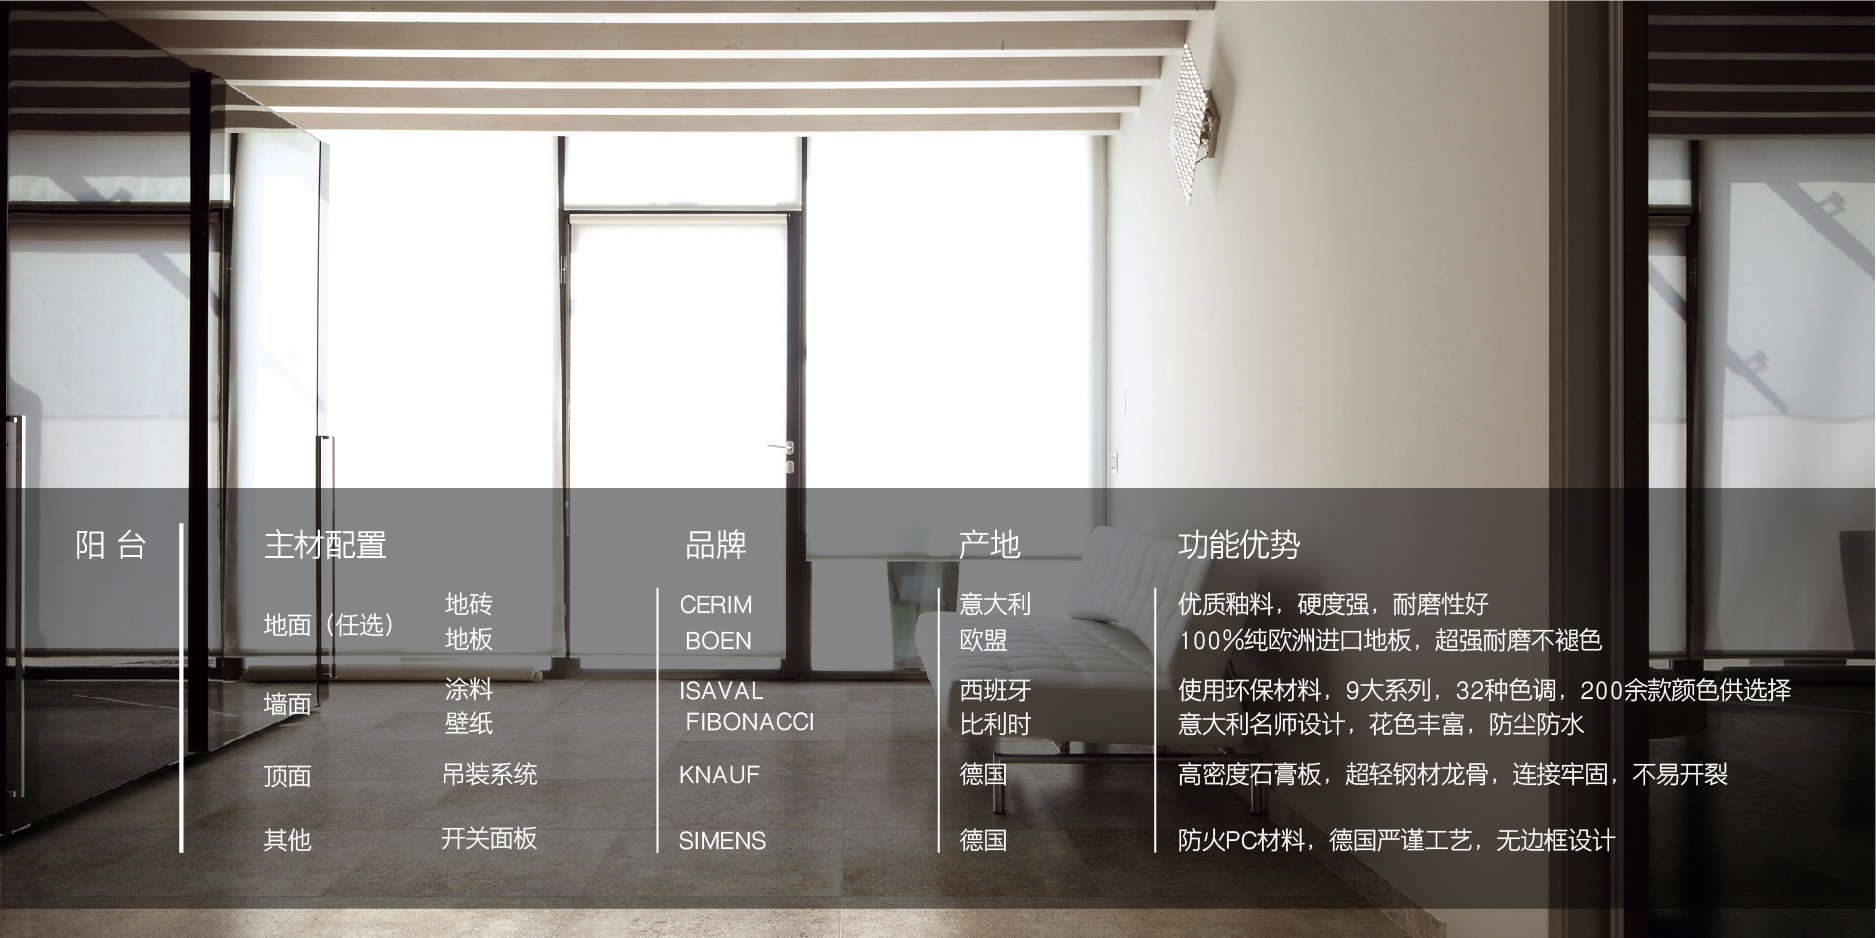 阳 台
主材配置 品牌 产地 功能优势
地面（任选） 地砖 CERIM 意大利 优质釉料，硬度强，耐磨性好
地板 BOEN 欧盟 100%纯欧洲进口地板，超强耐磨不褪色
墙面 涂料 ISAVAL 西班牙 使用环保材料，9大系列，32种色调，200余款颜色供选择
壁纸 FIBONACCI 比利时 意大利名师设计，花色丰富，防尘防水
顶面 吊装系统 KNAUF 德国 高密度石膏板，超轻钢材龙骨，连接牢固，不易开裂
其他 开关面板 SIMENS 德国 防火PC材料，德国严谨工艺，无边框设计